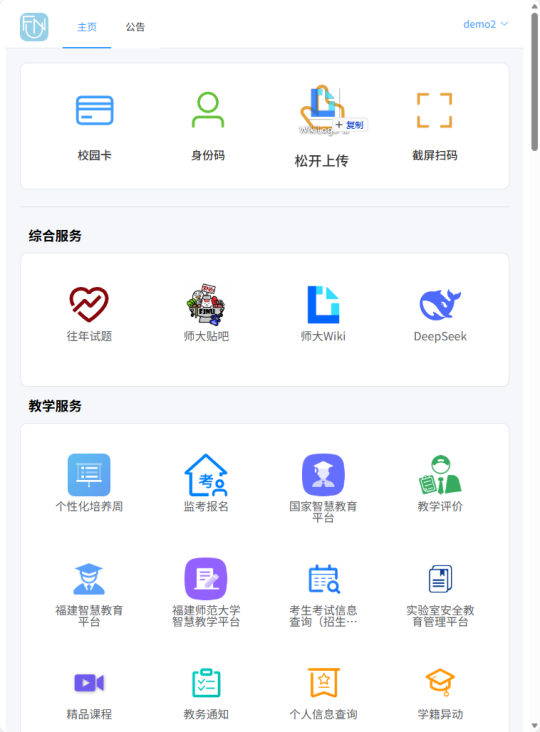 主页
公告
demo2
校园卡
身份码
复制
松开上传
截屏扫码
综合服务
往年试题
师大贴吧
师大Wiki
DeepSeek
教学服务
个性化培养周
监考报名
国家智慧教育
平台
教学评价
福建智慧教育
平台
福建师范大学
智慧教学平台
考生考试信息
查询（招生…
实验室安全教
育管理平台
精品课程
教务通知
个人信息查询
学籍异动